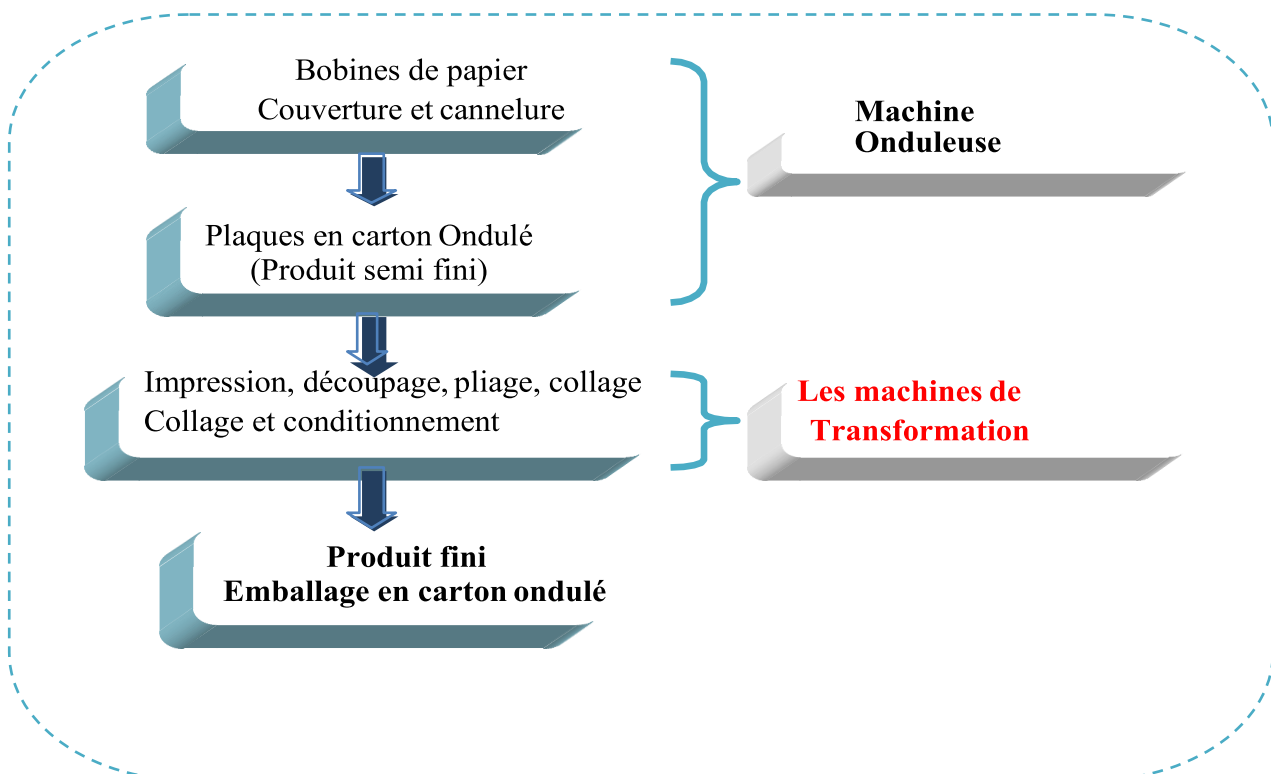 Bobines de papier
Couverture et cannelure
Machine
Onduleuse
Plaques en carton Ondulé
(Produit semi fini)
Impression, découpage, pliage, collage
Collage et conditionnement
Les machines de
Transformation
Produit fini
Emballage en carton ondulé